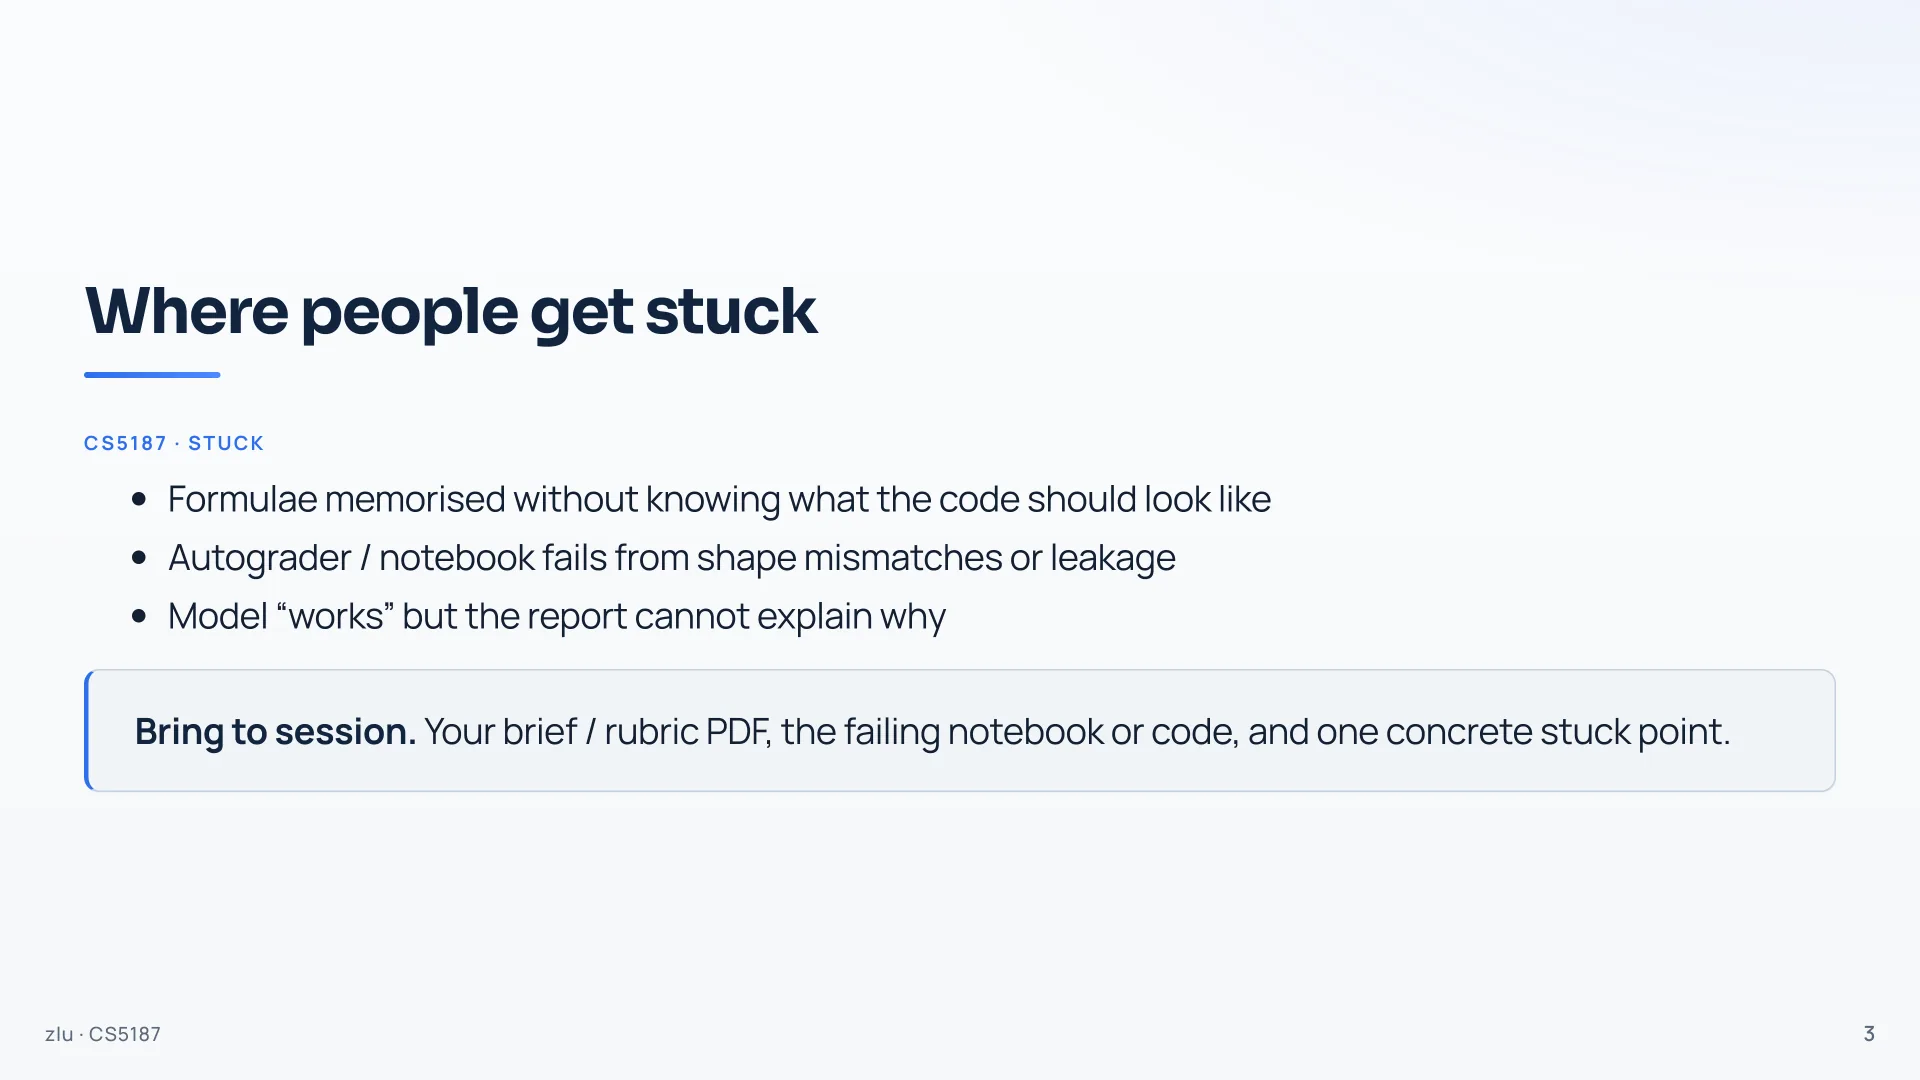 Where people get stuck
CS5187 · STUCK
• Formulae memorised without knowing what the code should look like
• Autograder / notebook fails from shape mismatches or leakage
• Model “works” but the report cannot explain why
Bring to session. Your brief / rubric PDF, the failing notebook or code, and one concrete stuck point.
zlu · CS5187
3